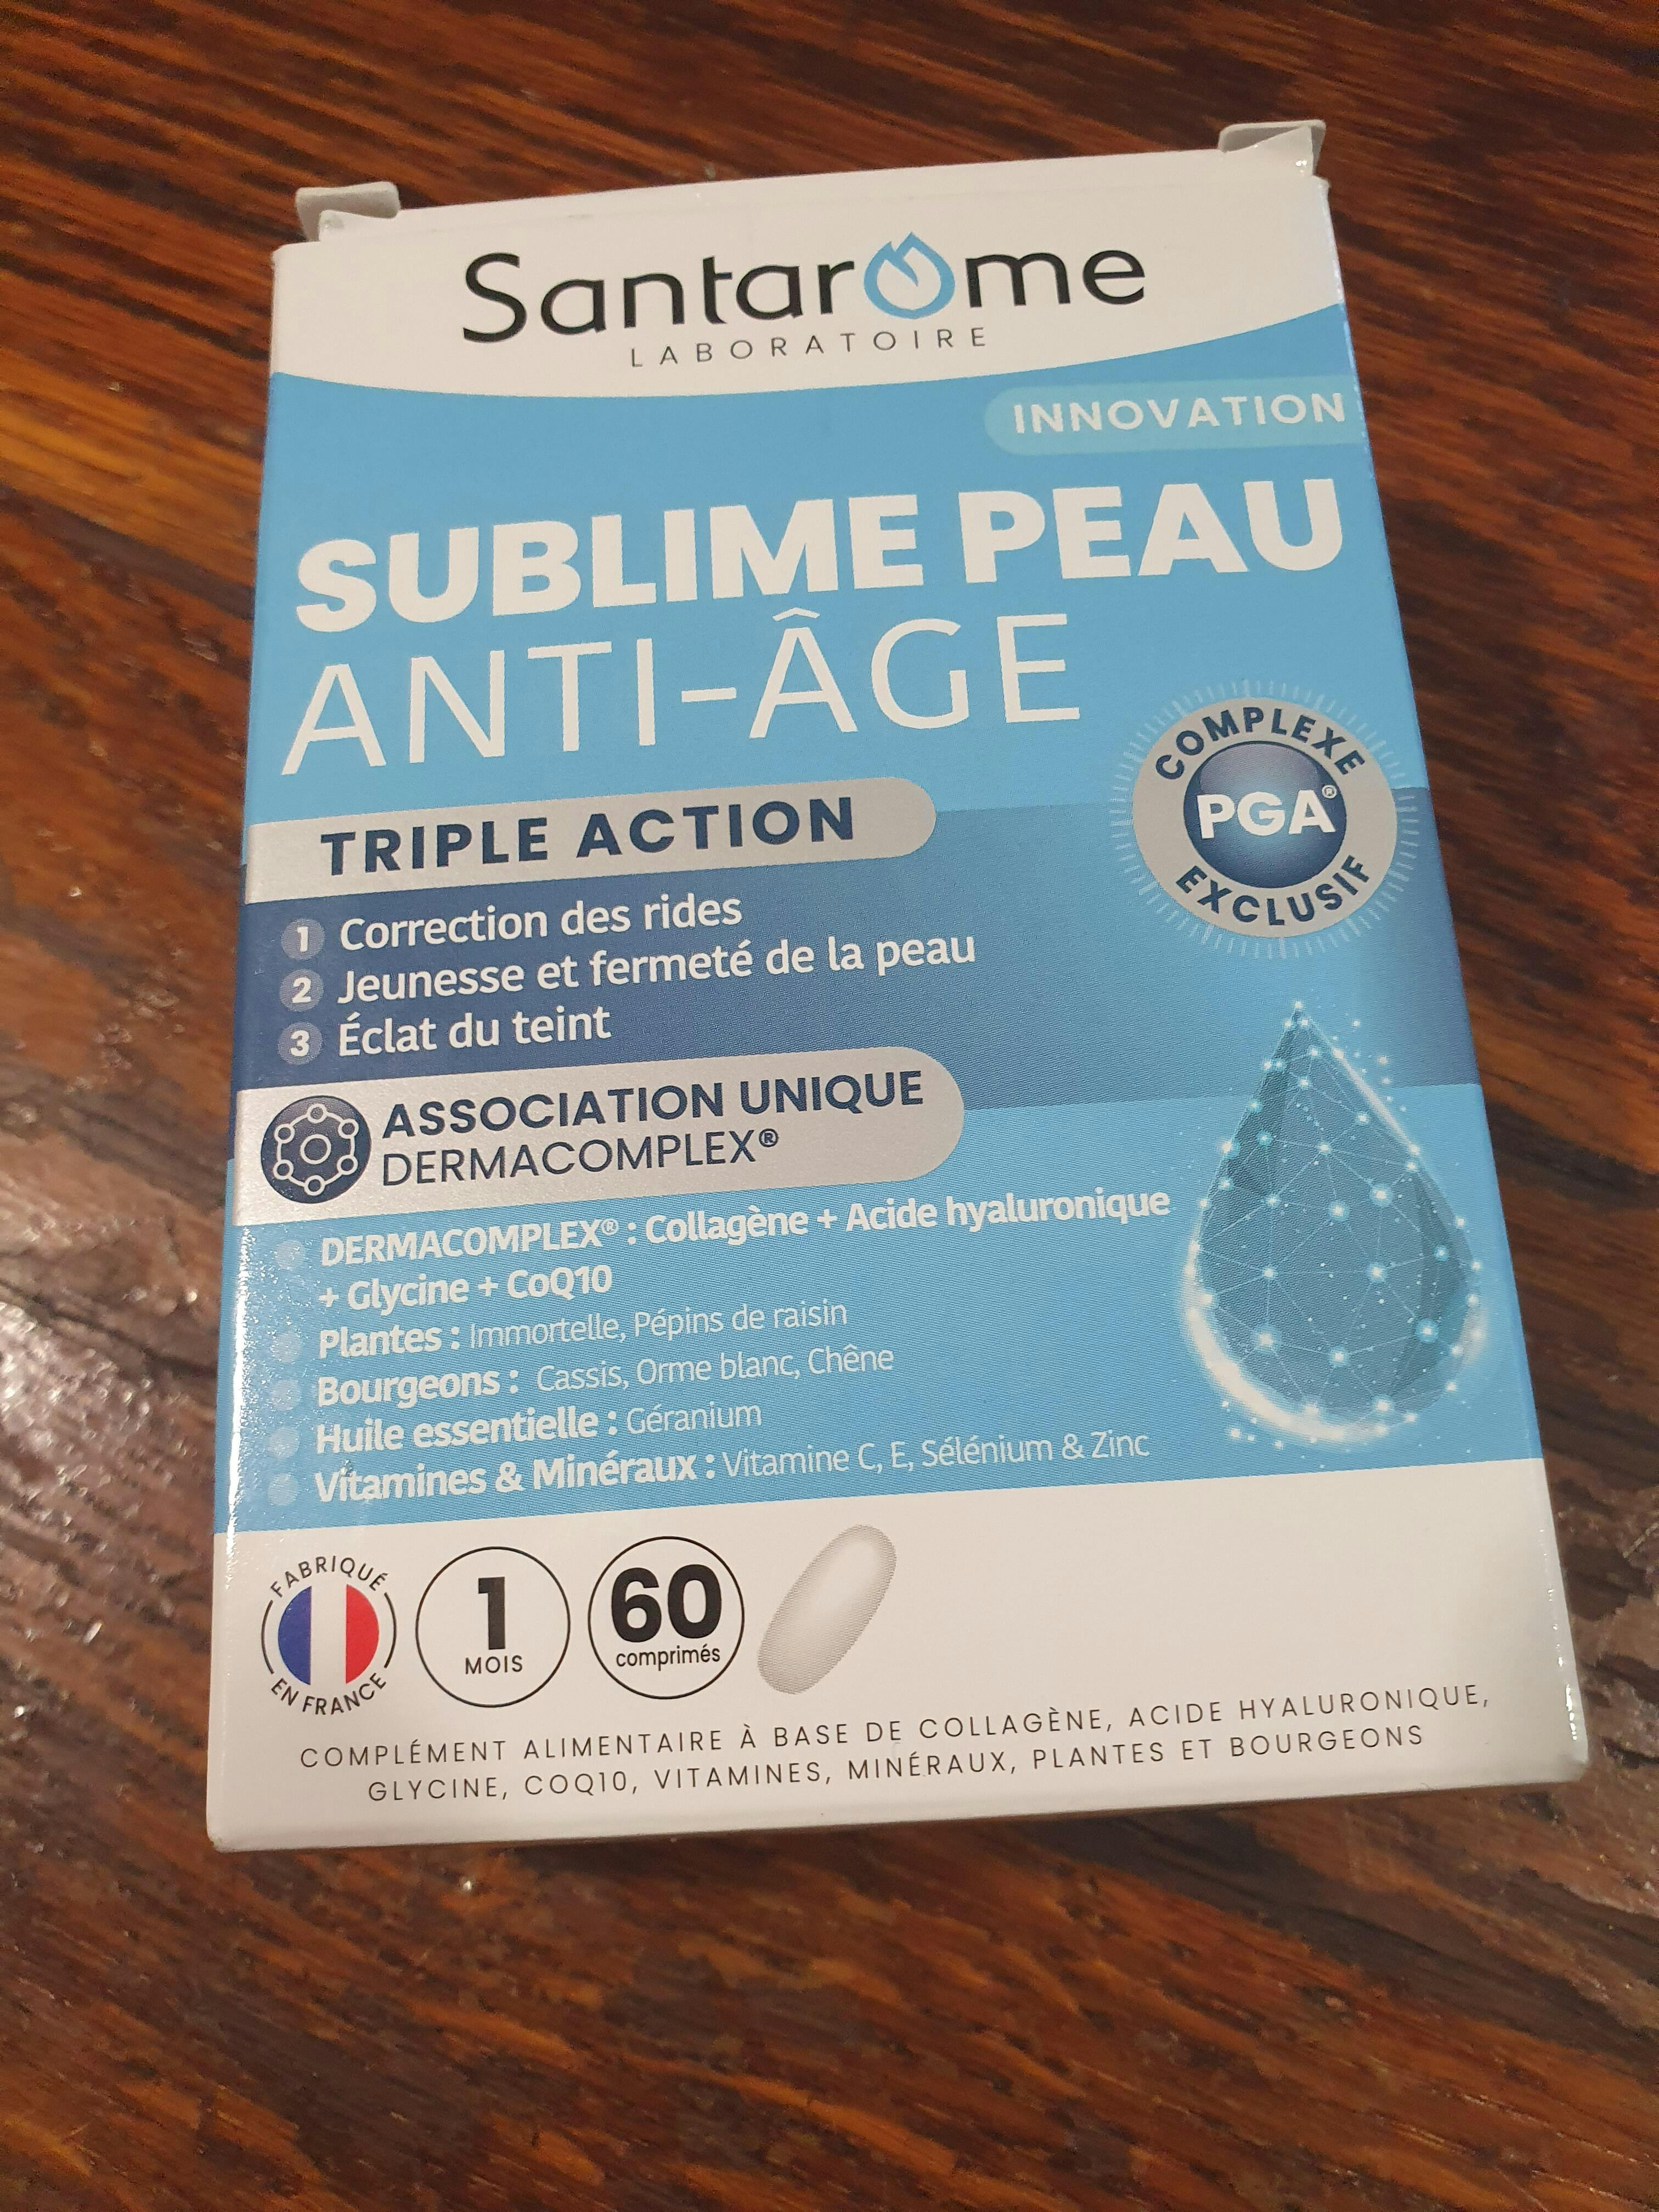 Santarôme
LABORATOIRE
INNOVATION
SUBLIME PEAU
ANTI-ÂGE
COMPLEXE
PGA®
EXCLUSIF
TRIPLE ACTION
1 Correction des rides
2 Jeunesse et fermeté de la peau
3 Éclat du teint
ASSOCIATION UNIQUE
DERMACOMPLEX®
DERMACOMPLEX® : Collagène + Acide hyaluronique
+ Glycine + CoQ10
Plantes : Immortelle, Pépins de raisin
Bourgeons : Cassis, Orme blanc, Chêne
Huile essentielle : Géranium
Vitamines & Minéraux : Vitamine C, E, Sélénium & Zinc
FABRIQUÉ
EN FRANCE
1
MOIS
60
comprimés
COMPLÉMENT ALIMENTAIRE À BASE DE COLLAGÈNE, ACIDE HYALURONIQUE,
GLYCINE, COQ10, VITAMINES, MINÉRAUX, PLANTES ET BOURGEONS